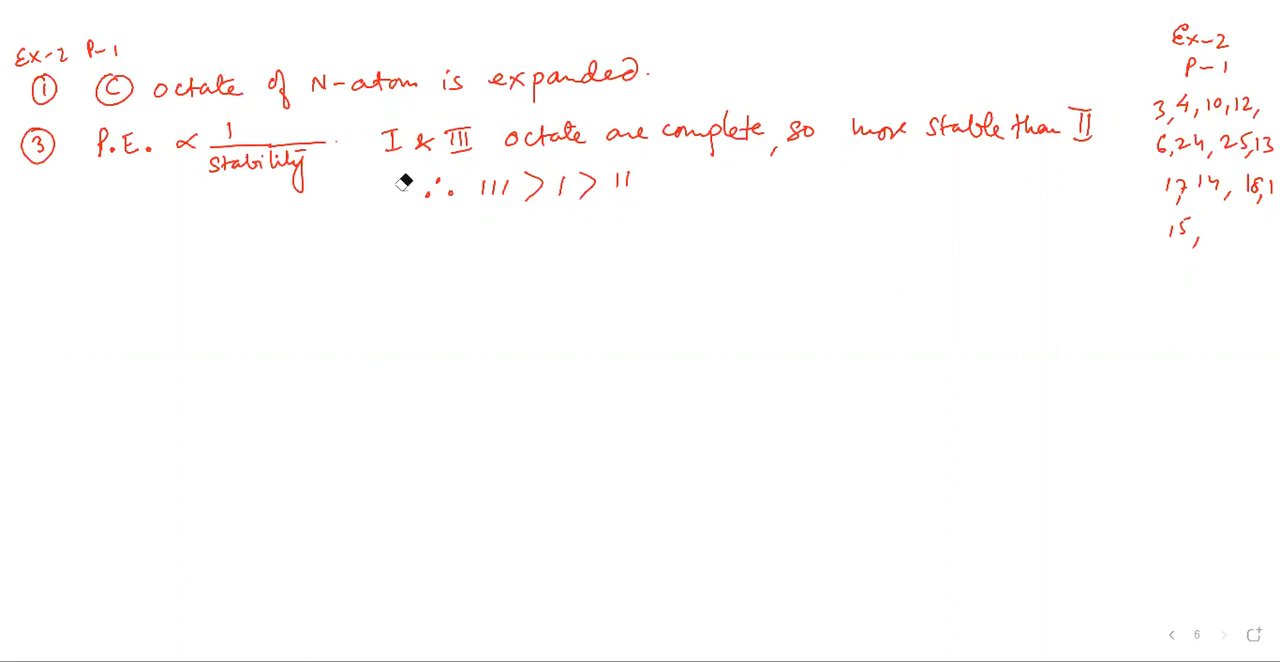 Ex-2 P-1
① Ⓒ octate of N-atom is expanded.
③ P.E. ∝ 1/stability. I & III octate are complete, so more stable than II
∴ III > I > II
Ex-2
P-1
3, 4, 10, 12,
6, 24, 25, 13
17, 14, 18, 1
15,
6